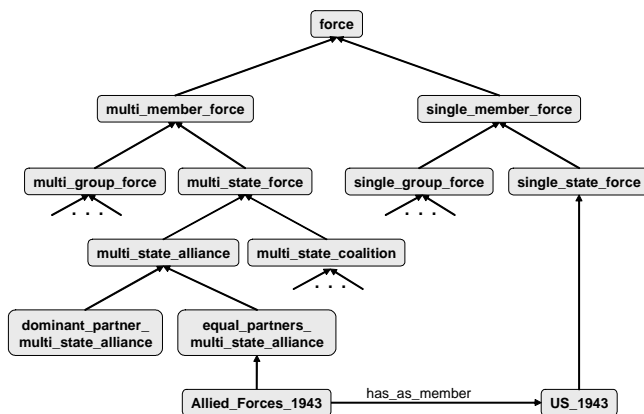 force
multi_member_force
single_member_force
multi_group_force
multi_state_force
single_group_force
single_state_force
. . .
. . .
multi_state_alliance
multi_state_coalition
. . .
dominant_partner_
multi_state_alliance
equal_partners_
multi_state_alliance
Allied_Forces_1943
has_as_member
US_1943